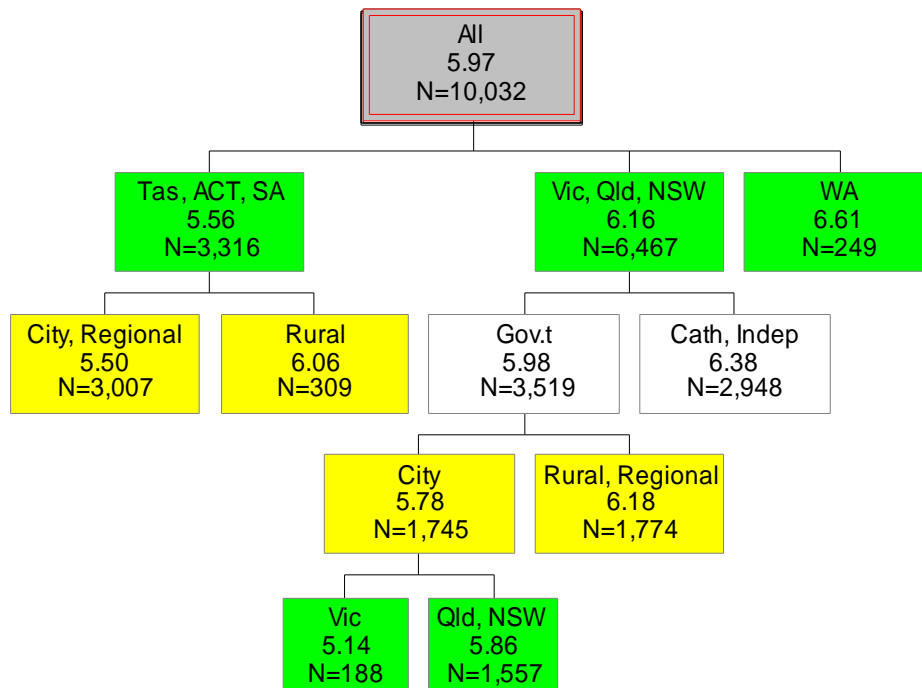 All
5.97
N=10,032
Tas, ACT, SA
5.56
N=3,316
Vic, Qld, NSW
6.16
N=6,467
WA
6.61
N=249
City, Regional
5.50
N=3,007
Rural
6.06
N=309
Gov.t
5.98
N=3,519
Cath, Indep
6.38
N=2,948
City
5.78
N=1,745
Rural, Regional
6.18
N=1,774
Vic
5.14
N=188
Qld, NSW
5.86
N=1,557